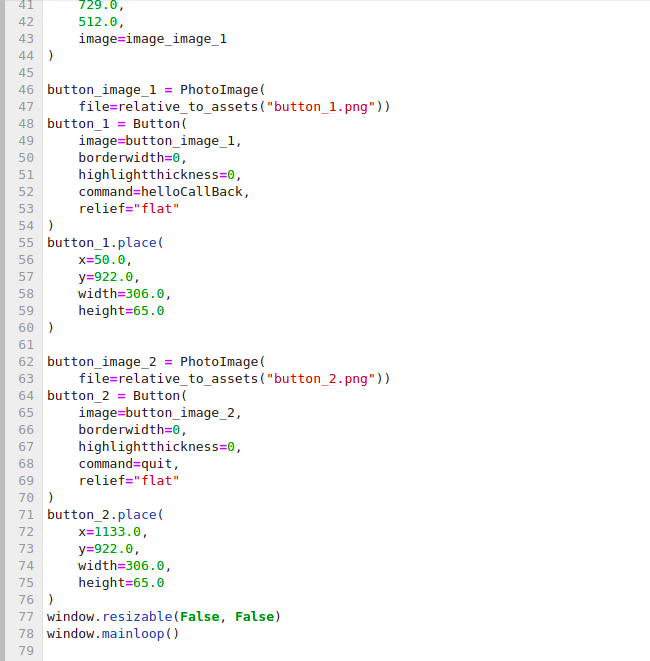 41     729.0,
42     512.0,
43     image=image_image_1
44 )
45
46 button_image_1 = PhotoImage(
47     file=relative_to_assets("button_1.png"))
48 button_1 = Button(
49     image=button_image_1,
50     borderwidth=0,
51     highlightthickness=0,
52     command=helloCallBack,
53     relief="flat"
54 )
55 button_1.place(
56     x=50.0,
57     y=922.0,
58     width=306.0,
59     height=65.0
60 )
61
62 button_image_2 = PhotoImage(
63     file=relative_to_assets("button_2.png"))
64 button_2 = Button(
65     image=button_image_2,
66     borderwidth=0,
67     highlightthickness=0,
68     command=quit,
69     relief="flat"
70 )
71 button_2.place(
72     x=1133.0,
73     y=922.0,
74     width=306.0,
75     height=65.0
76 )
77 window.resizable(False, False)
78 window.mainloop()
79